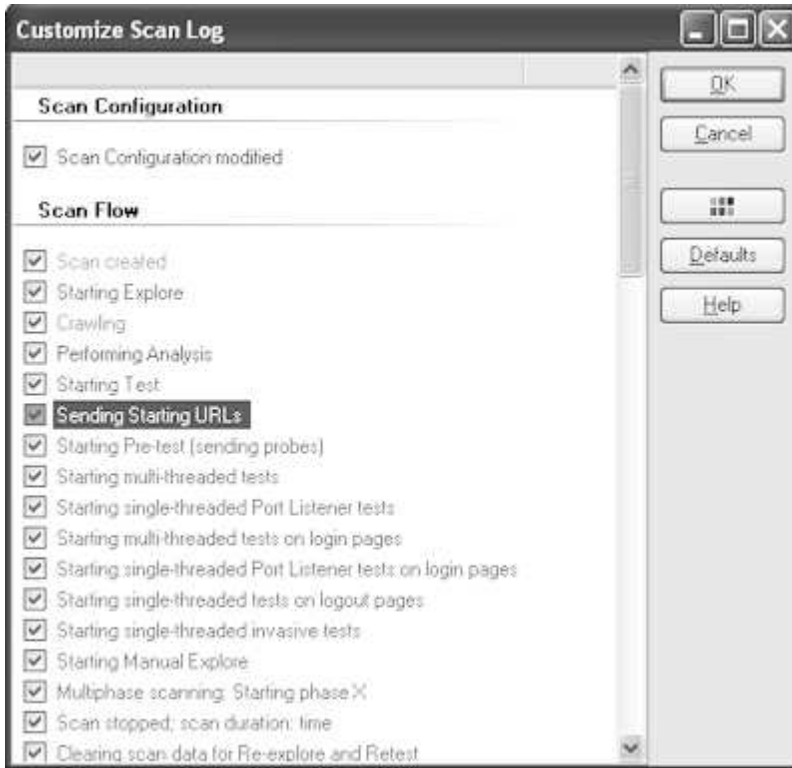 Customize Scan Log
Scan Configuration
Scan Configuration modified
Scan Flow
Scan created
Starting Explore
Crawling
Performing Analysis
Starting Test
Sending Starting URLs
Starting Pre-test (sending probes)
Starting multi-threaded tests
Starting single-threaded Port Listener tests
Starting multi-threaded tests on login pages
Starting single-threaded Port Listener tests on login pages
Starting single-threaded tests on logout pages
Starting single-threaded invasive tests
Starting Manual Explore
Multiphase scanning: Starting phase X
Scan stopped; scan duration: time
Clearing scan data for Re-explore and Retest
OK
Cancel
Defaults
Help